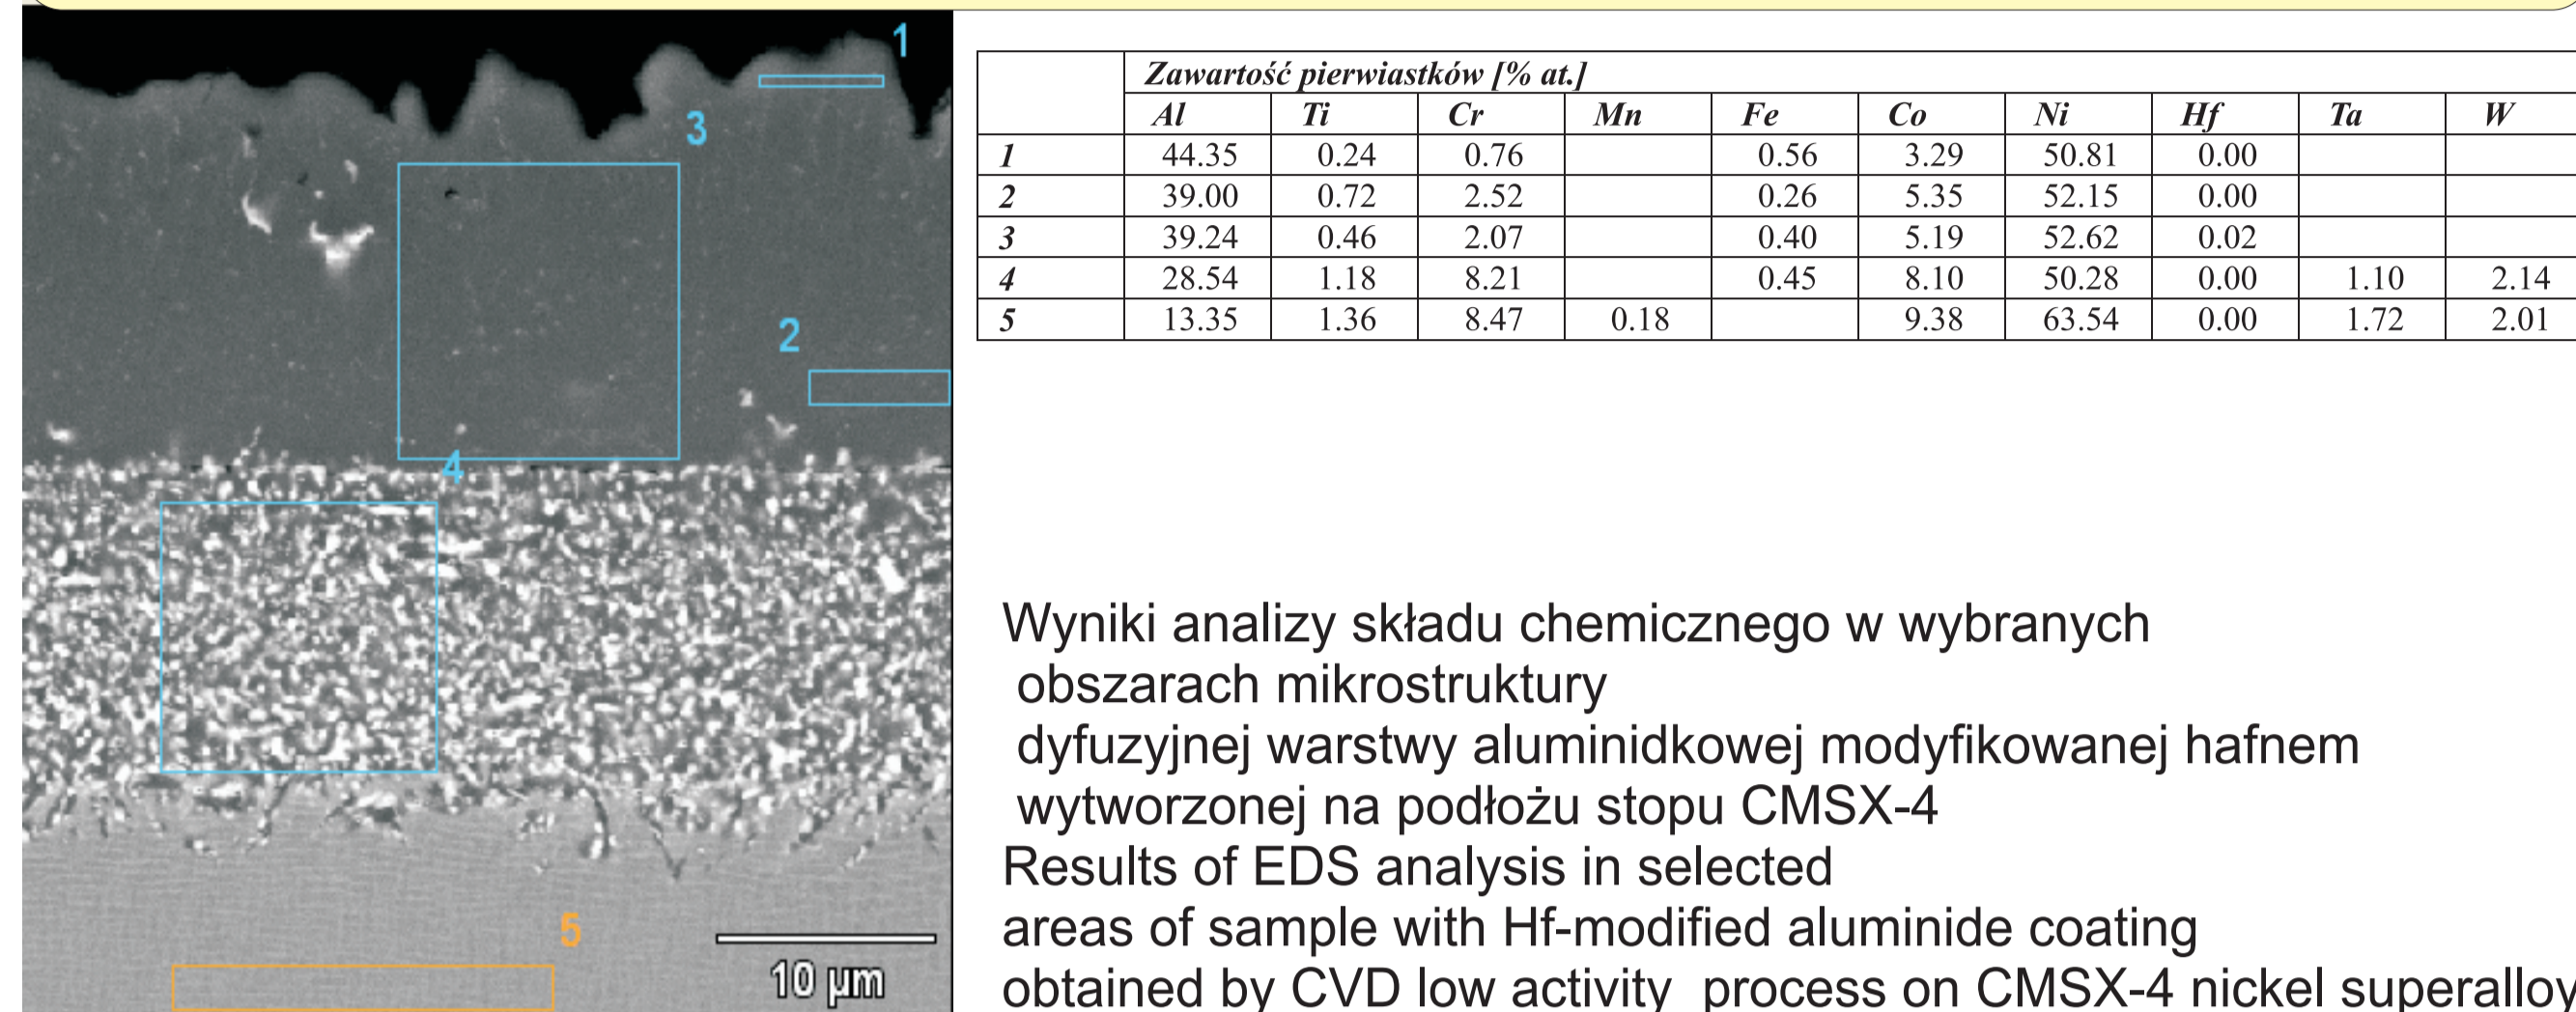 1
3
2
4
5
10 µm
Zawartość pierwiastków [% at.]
Al Ti Cr Mn Fe Co Ni Hf Ta W
1 44.35 0.24 0.76 0.56 3.29 50.81 0.00
2 39.00 0.72 2.52 0.26 5.35 52.15 0.00
3 39.24 0.46 2.07 0.40 5.19 52.62 0.02
4 28.54 1.18 8.21 0.45 8.10 50.28 0.00 1.10 2.14
5 13.35 1.36 8.47 0.18 9.38 63.54 0.00 1.72 2.01
Wyniki analizy składu chemicznego w wybranych
obszarach mikrostruktury
dyfuzyjnej warstwy aluminidkowej modyfikowanej hafnem
wytworzonej na podłożu stopu CMSX-4
Results of EDS analysis in selected
areas of sample with Hf-modified aluminide coating
obtained by CVD low activity process on CMSX-4 nickel superalloy